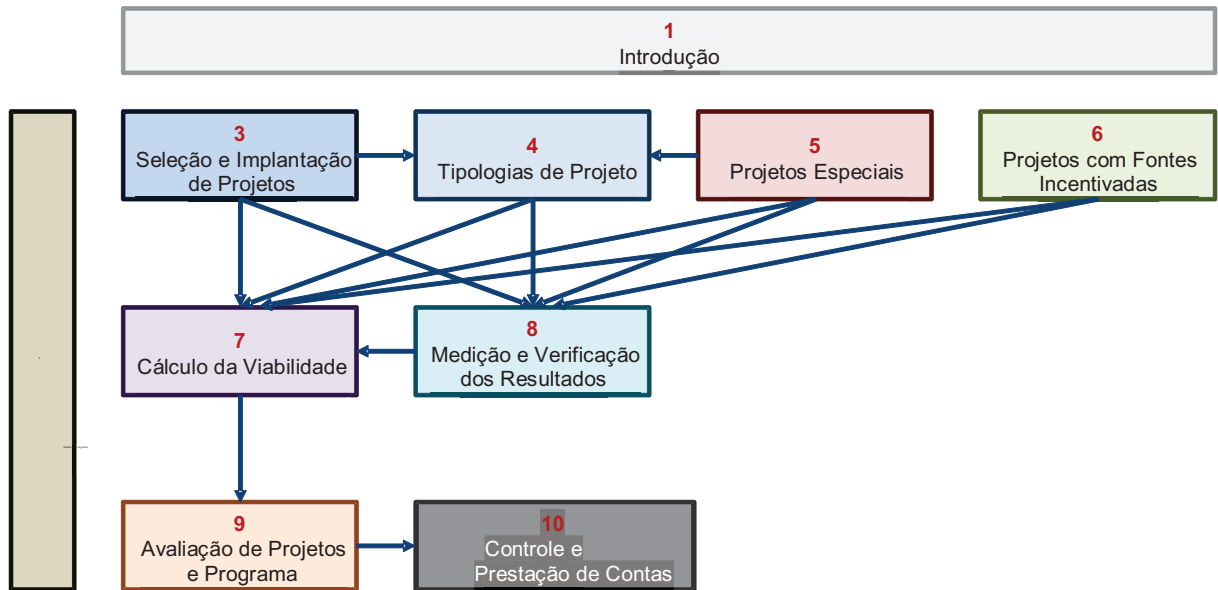 1
Introdução
3
Seleção e Implantação
de Projetos
4
Tipologias de Projeto
5
Projetos Especiais
6
Projetos com Fontes
Incentivadas
7
Cálculo da Viabilidade
8
Medição e Verificação
dos Resultados
9
Avaliação de Projetos
e Programa
10
Controle e
Prestação de Contas